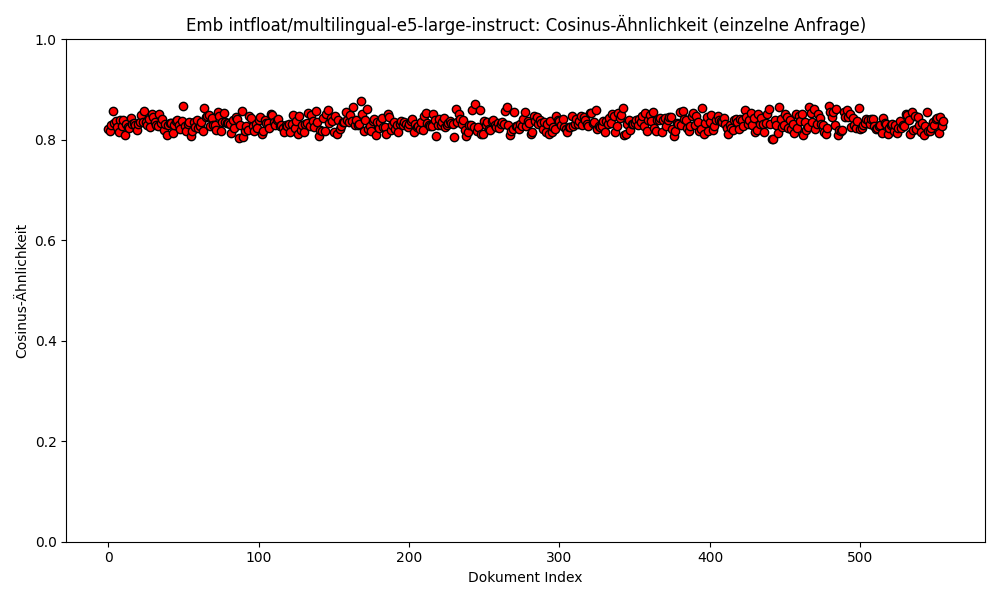 Emb intfloat/multilingual-e5-large-instruct: Cosinus-Ähnlichkeit (einzelne Anfrage)
1.0
0.8
0.6
0.4
0.2
0.0
Cosinus-Ähnlichkeit
0 100 200 300 400 500
Dokument Index